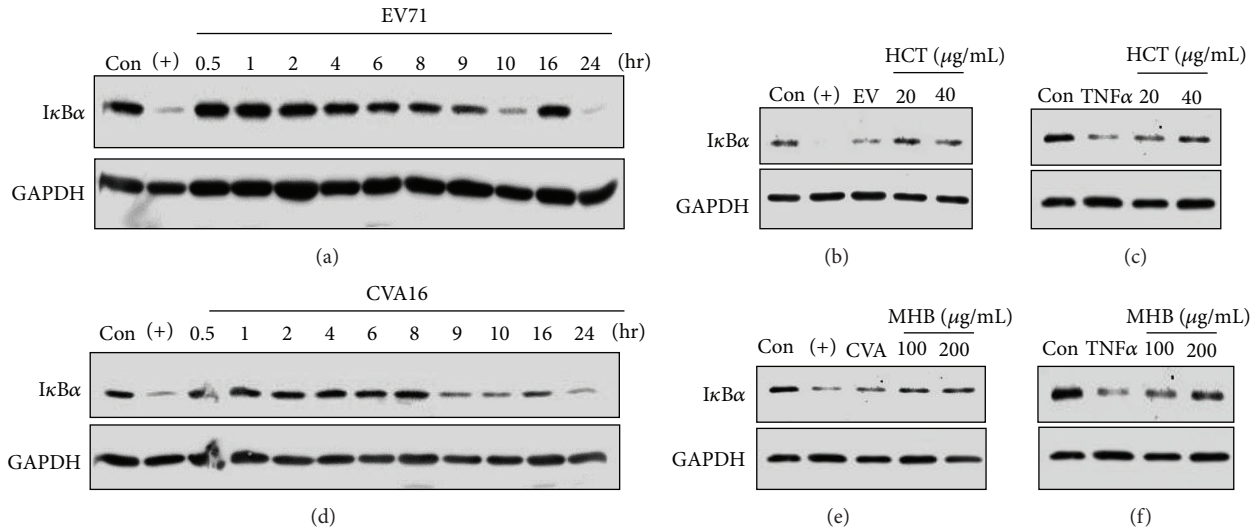 EV71
Con (+) 0.5 1 2 4 6 8 9 10 16 24 (hr)
IκBα
GAPDH
(a)
HCT (μg/mL)
Con (+) EV 20 40
IκBα
GAPDH
(b)
HCT (μg/mL)
Con TNFα 20 40
(c)
CVA16
Con (+) 0.5 1 2 4 6 8 9 10 16 24 (hr)
IκBα
GAPDH
(d)
MHB (μg/mL)
Con (+) CVA 100 200
IκBα
GAPDH
(e)
MHB (μg/mL)
Con TNFα 100 200
(f)